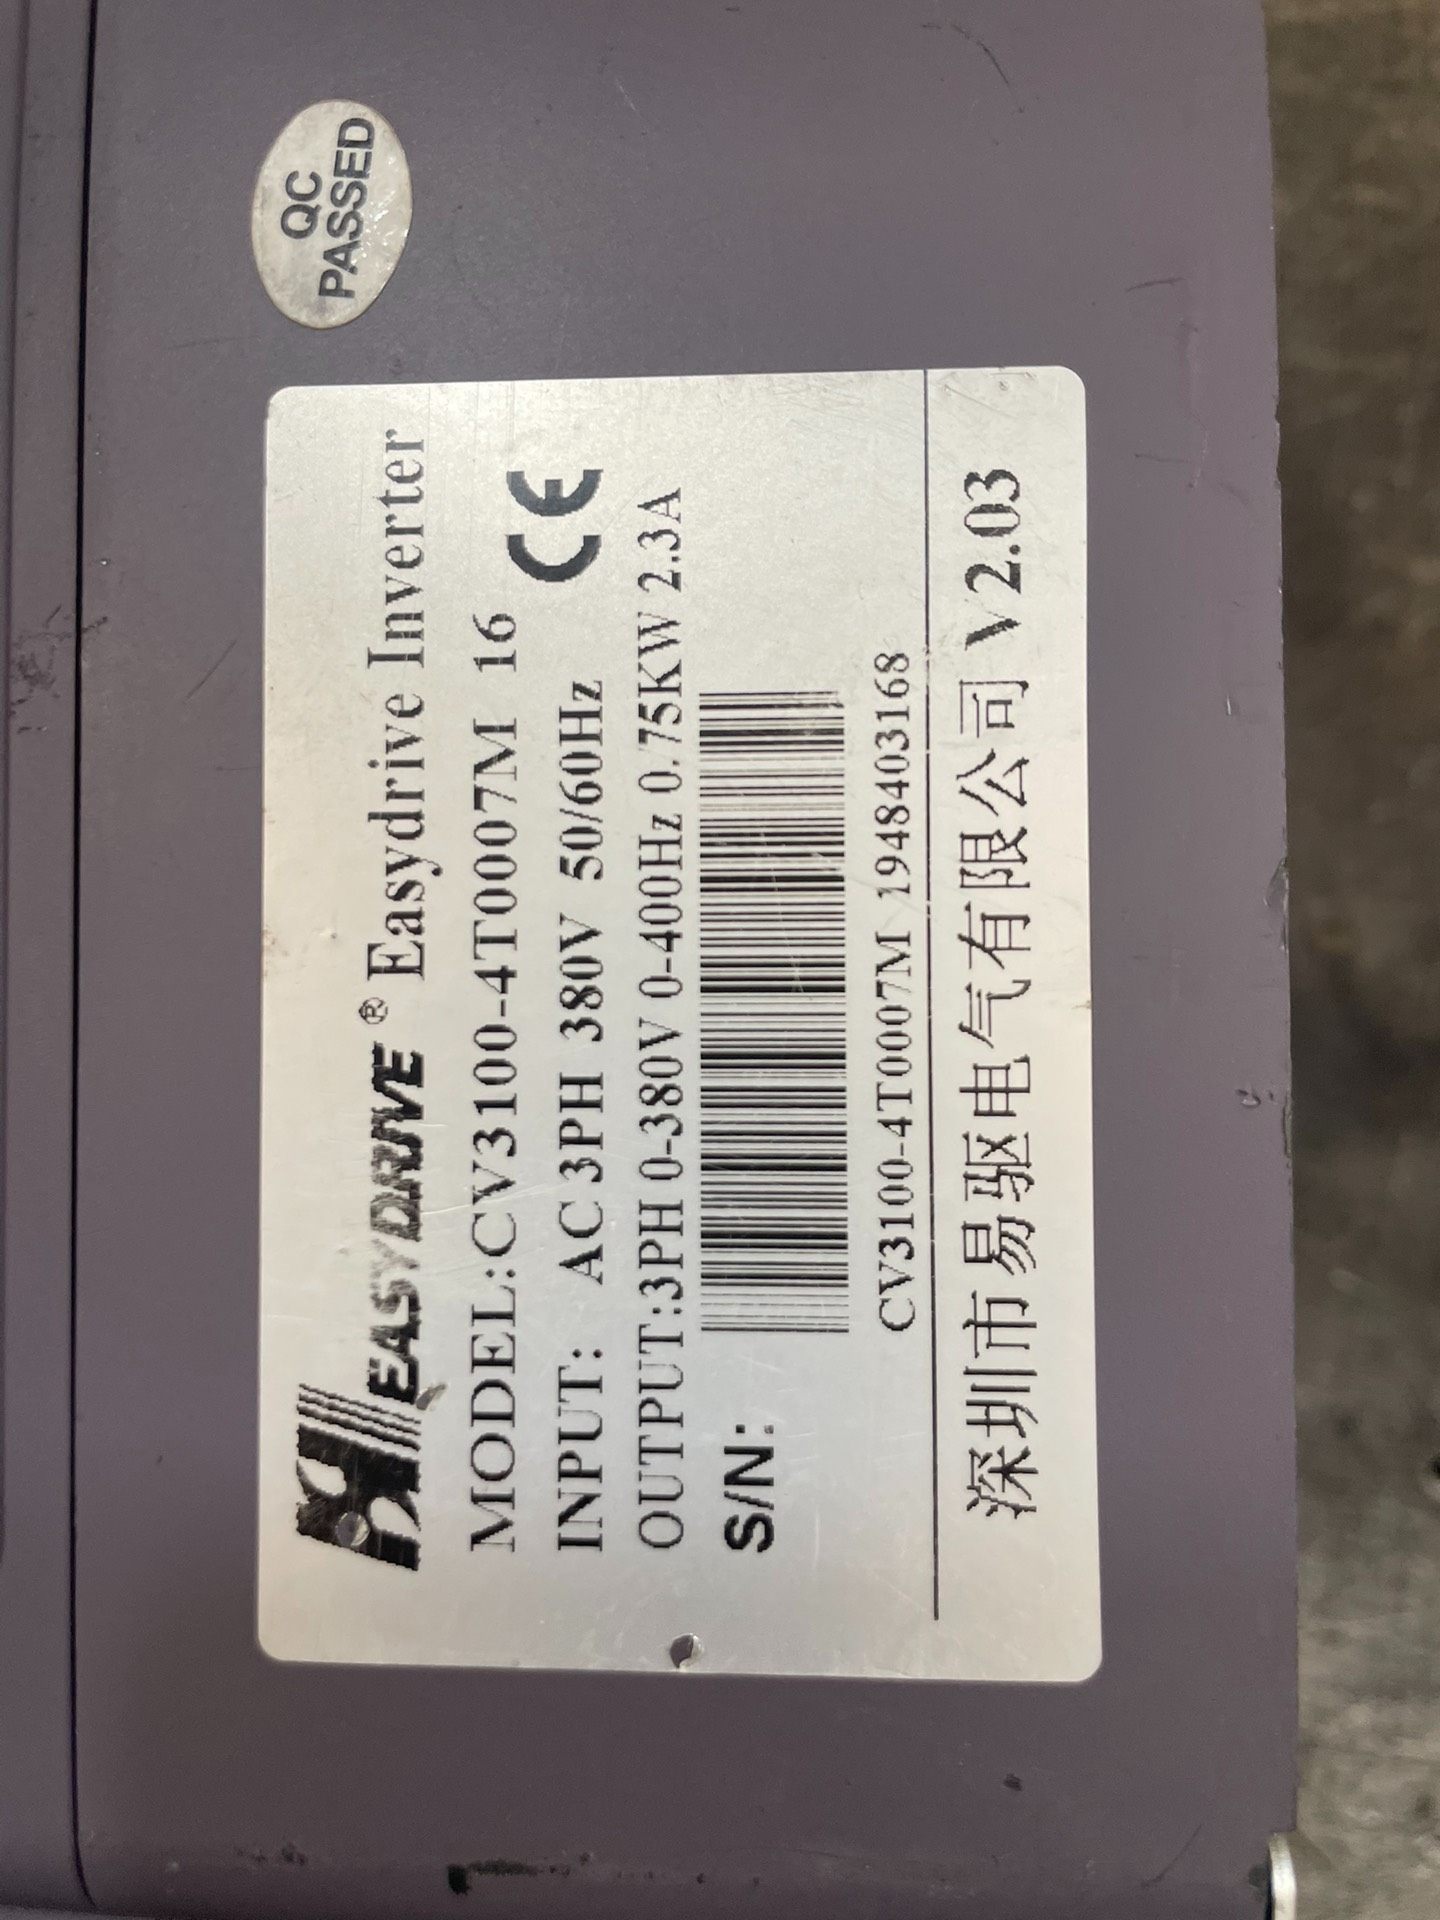 EASYDRIVE ® Easydrive Inverter
MODEL:CV3100-4T0007M 16
CE
INPUT: AC 3PH 380V 50/60Hz
OUTPUT:3PH 0-380V 0-400Hz 0.75KW 2.3A
S/N:
CV3100-4T0007M 1948403168
深圳市易驱电气有限公司 V2.03
QC
PASSED